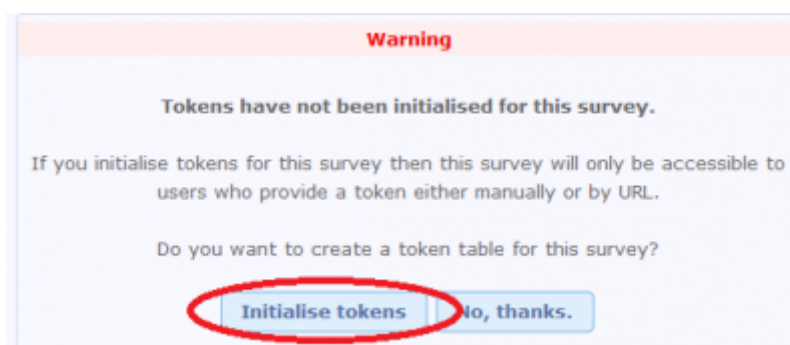 Warning
Tokens have not been initialised for this survey.
If you initialise tokens for this survey then this survey will only be accessible to
users who provide a token either manually or by URL.
Do you want to create a token table for this survey?
Initialise tokens No, thanks.